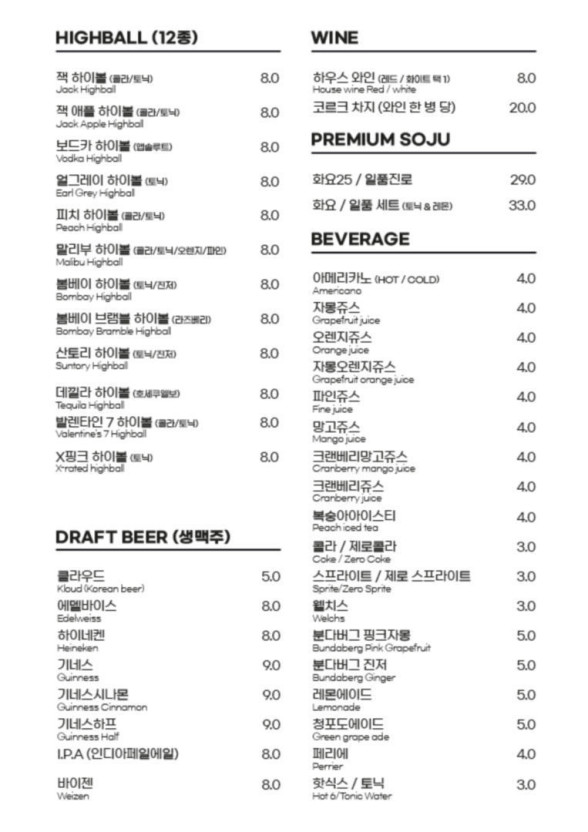 HIGHBALL (12종)
잭 하이볼 (콜라/토닉) 8.0
Jack Highball
잭 애플 하이볼 (콜라/토닉) 8.0
Jack Apple Highball
보드카 하이볼 (앱솔루트) 8.0
Vodka Highball
얼그레이 하이볼 (토닉) 8.0
Earl Grey Highball
피치 하이볼 (콜라/토닉) 8.0
Peach Highball
말리부 하이볼 (콜라/토닉/오렌지/파인) 8.0
Malibu Highball
봄베이 하이볼 (토닉/진저) 8.0
Bombay Highball
봄베이 브램블 하이볼 (라즈베리) 8.0
Bombay Bramble Highball
산토리 하이볼 (토닉/진저) 8.0
Suntory Highball
데낄라 하이볼 (호세쿠엘보) 8.0
Tequila Highball
발렌타인 7 하이볼 (콜라/토닉) 8.0
Valentine's 7 Highball
X핑크 하이볼 (토닉) 8.0
X-rated highball
DRAFT BEER (생맥주)
클라우드 5.0
Kloud(Korean beer)
에델바이스 8.0
Edelweiss
하이네켄 8.0
Heineken
기네스 9.0
Guinness
기네스시나몬 9.0
Guinness Cinnamon
기네스하프 9.0
Guinness Half
I.P.A (인디아페일에일) 8.0
바이젠 8.0
Weizen
WINE
하우스 와인 (레드 / 화이트 택 1) 8.0
House wine Red / white
코르크 차지 (와인 한 병 당) 20.0
PREMIUM SOJU
화요25 / 일품진로 29.0
화요 / 일품 세트 (토닉 & 레몬) 33.0
BEVERAGE
아메리카노 (HOT / COLD) 4.0
Americano
자몽쥬스 4.0
Grapefruit juice
오렌지쥬스 4.0
Orange juice
자몽오렌지쥬스 4.0
Grapefruit orange juice
파인쥬스 4.0
Fine juice
망고쥬스 4.0
Mango juice
크랜베리망고쥬스 4.0
Cranberry mango juice
크랜베리쥬스 4.0
Cranberry juice
복숭아아이스티 4.0
Peach iced tea
콜라 / 제로콜라 3.0
Coke / Zero Coke
스프라이트 / 제로 스프라이트 3.0
Sprite/Zero Sprite
웰치스 3.0
Welchs
분다버그 핑크자몽 5.0
Bundaberg Pink Grapefruit
분다버그 진저 5.0
Bundaberg Ginger
레몬에이드 5.0
Lemonade
청포도에이드 5.0
Green grape ade
페리에 4.0
Perrier
핫식스 / 토닉 3.0
Hot 6/Tonic Water